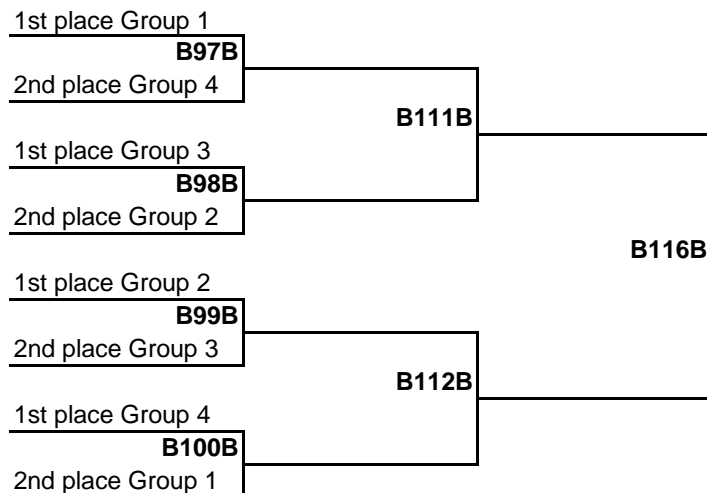 1st place Group 1
B97B
2nd place Group 4
B111B
1st place Group 3
B98B
2nd place Group 2
B116B
1st place Group 2
B99B
2nd place Group 3
B112B
1st place Group 4
B100B
2nd place Group 1